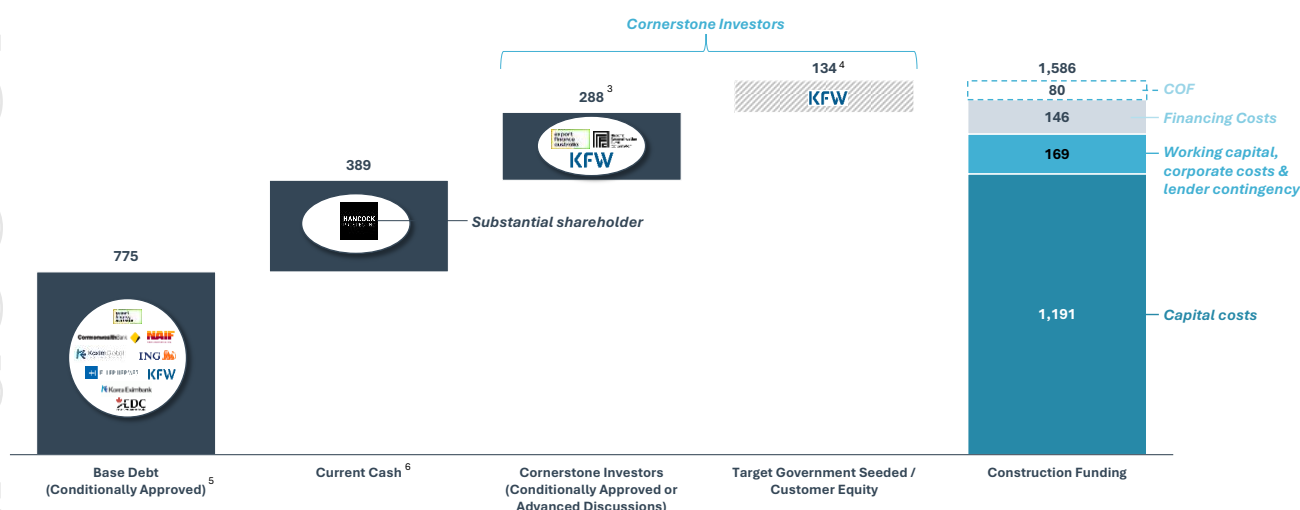 Cornerstone Investors
134 4
1,586
288 3
KFW
80
COF
146
Financing Costs
export
finance
australia
KFW
389
169
Working capital,
corporate costs &
lender contingency
HANCOCK
Substantial shareholder
775
1,191
Capital costs
NAIF
ING
KFW
Korea Eximbank
EDC
Base Debt
(Conditionally Approved) 5
Current Cash 6
Cornerstone Investors
(Conditionally Approved or
Advanced Discussions)
Target Government Seeded /
Customer Equity
Construction Funding